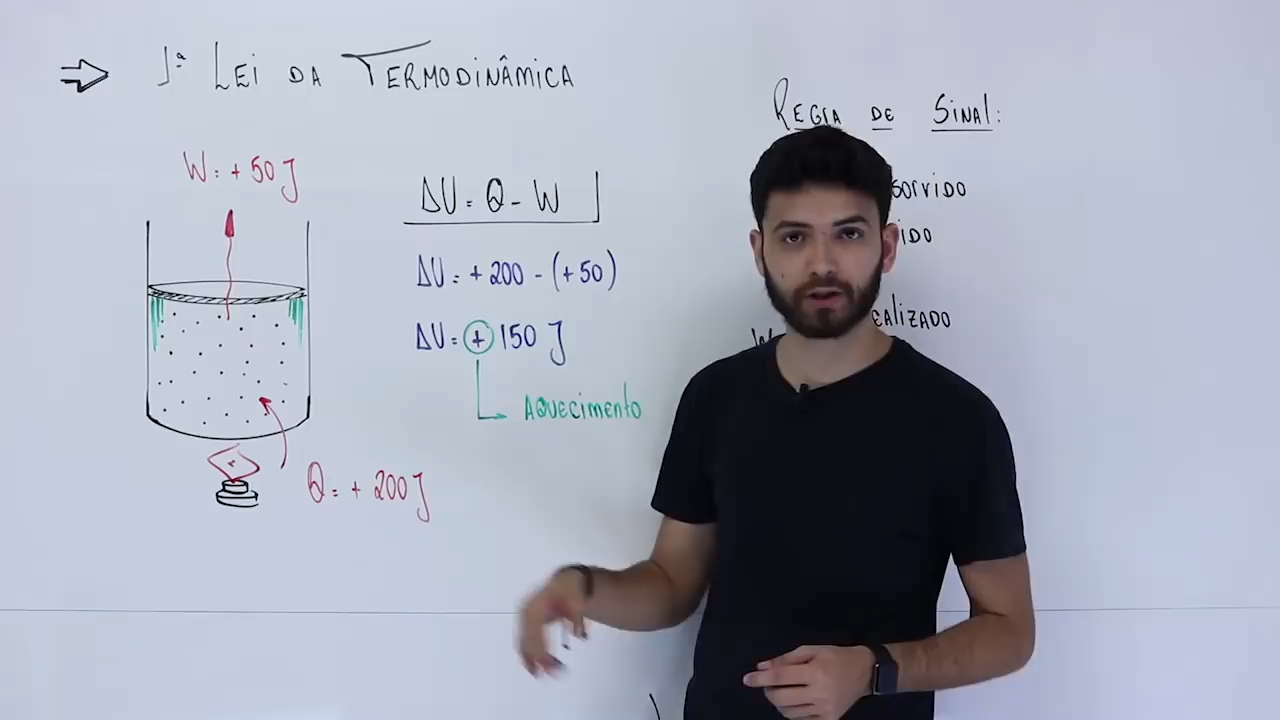 1ª Lei da Termodinâmica
W = + 50 J
ΔU = Q - W
ΔU = + 200 - (+ 50)
ΔU = + 150 J
Aquecimento
Q = + 200 J
Regra de Sinal:
sorvido
ido
ealizado
W